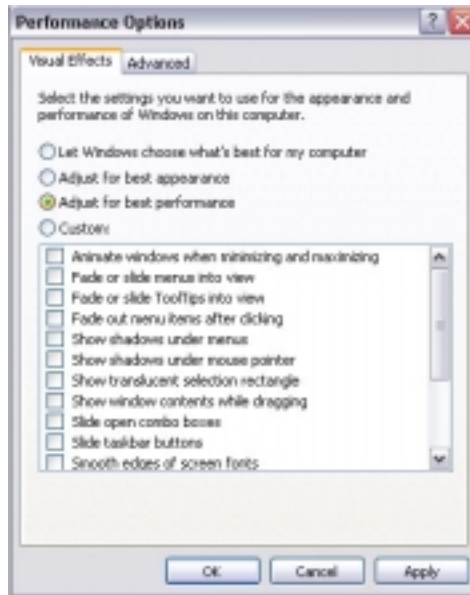 Performance Options
Visual Effects
Advanced
Select the settings you want to use for the appearance and
performance of Windows on this computer.
Let Windows choose what's best for my computer
Adjust for best appearance
Adjust for best performance
Custom:
Animate windows when minimizing and maximizing
Fade or slide menus into view
Fade or slide ToolTips into view
Fade out menu items after clicking
Show shadows under menus
Show shadows under mouse pointer
Show translucent selection rectangle
Show window contents while dragging
Slide open combo boxes
Slide taskbar buttons
Smooth edges of screen fonts
OK
Cancel
Apply